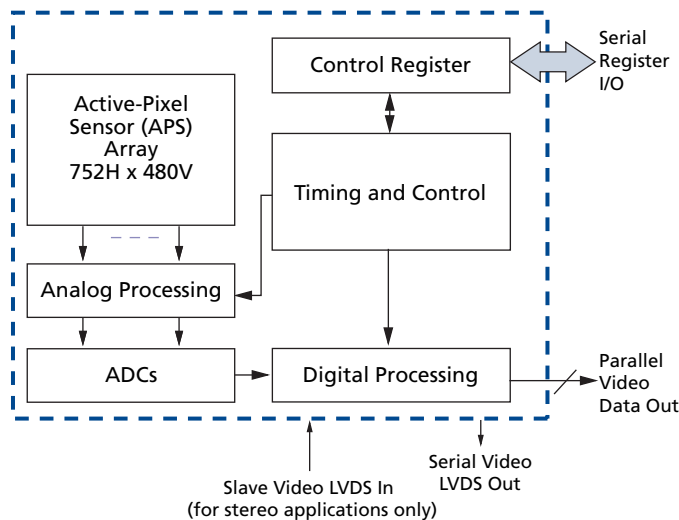 Control Register
Serial
Register
I/O
Active-Pixel
Sensor (APS)
Array
752H x 480V
Timing and Control
Analog Processing
ADCs
Digital Processing
Parallel
Video
Data Out
Slave Video LVDS In
(for stereo applications only)
Serial Video
LVDS Out